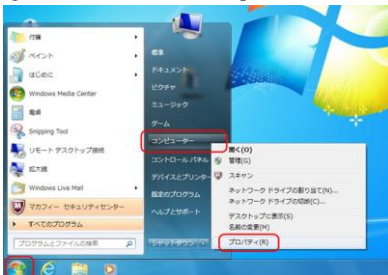 付箋
ペイント
はじめに
Windows Media Center
電卓
Snipping Tool
リモート デスクトップ接続
拡大鏡
Windows Live Mail
マカフィー セキュリティセンター
すべてのプログラム
プログラムとファイルの検索
ドキュメント
ピクチャ
ミュージック
ゲーム
コンピューター
コントロール パネル
デバイスとプリンター
既定のプログラム
ヘルプとサポート
シャットダウン
開く(O)
管理(G)
スキャン
ネットワーク ドライブの割り当て(N)...
ネットワーク ドライブの切断(C)...
デスクトップに表示(S)
名前の変更(M)
プロパティ(R)